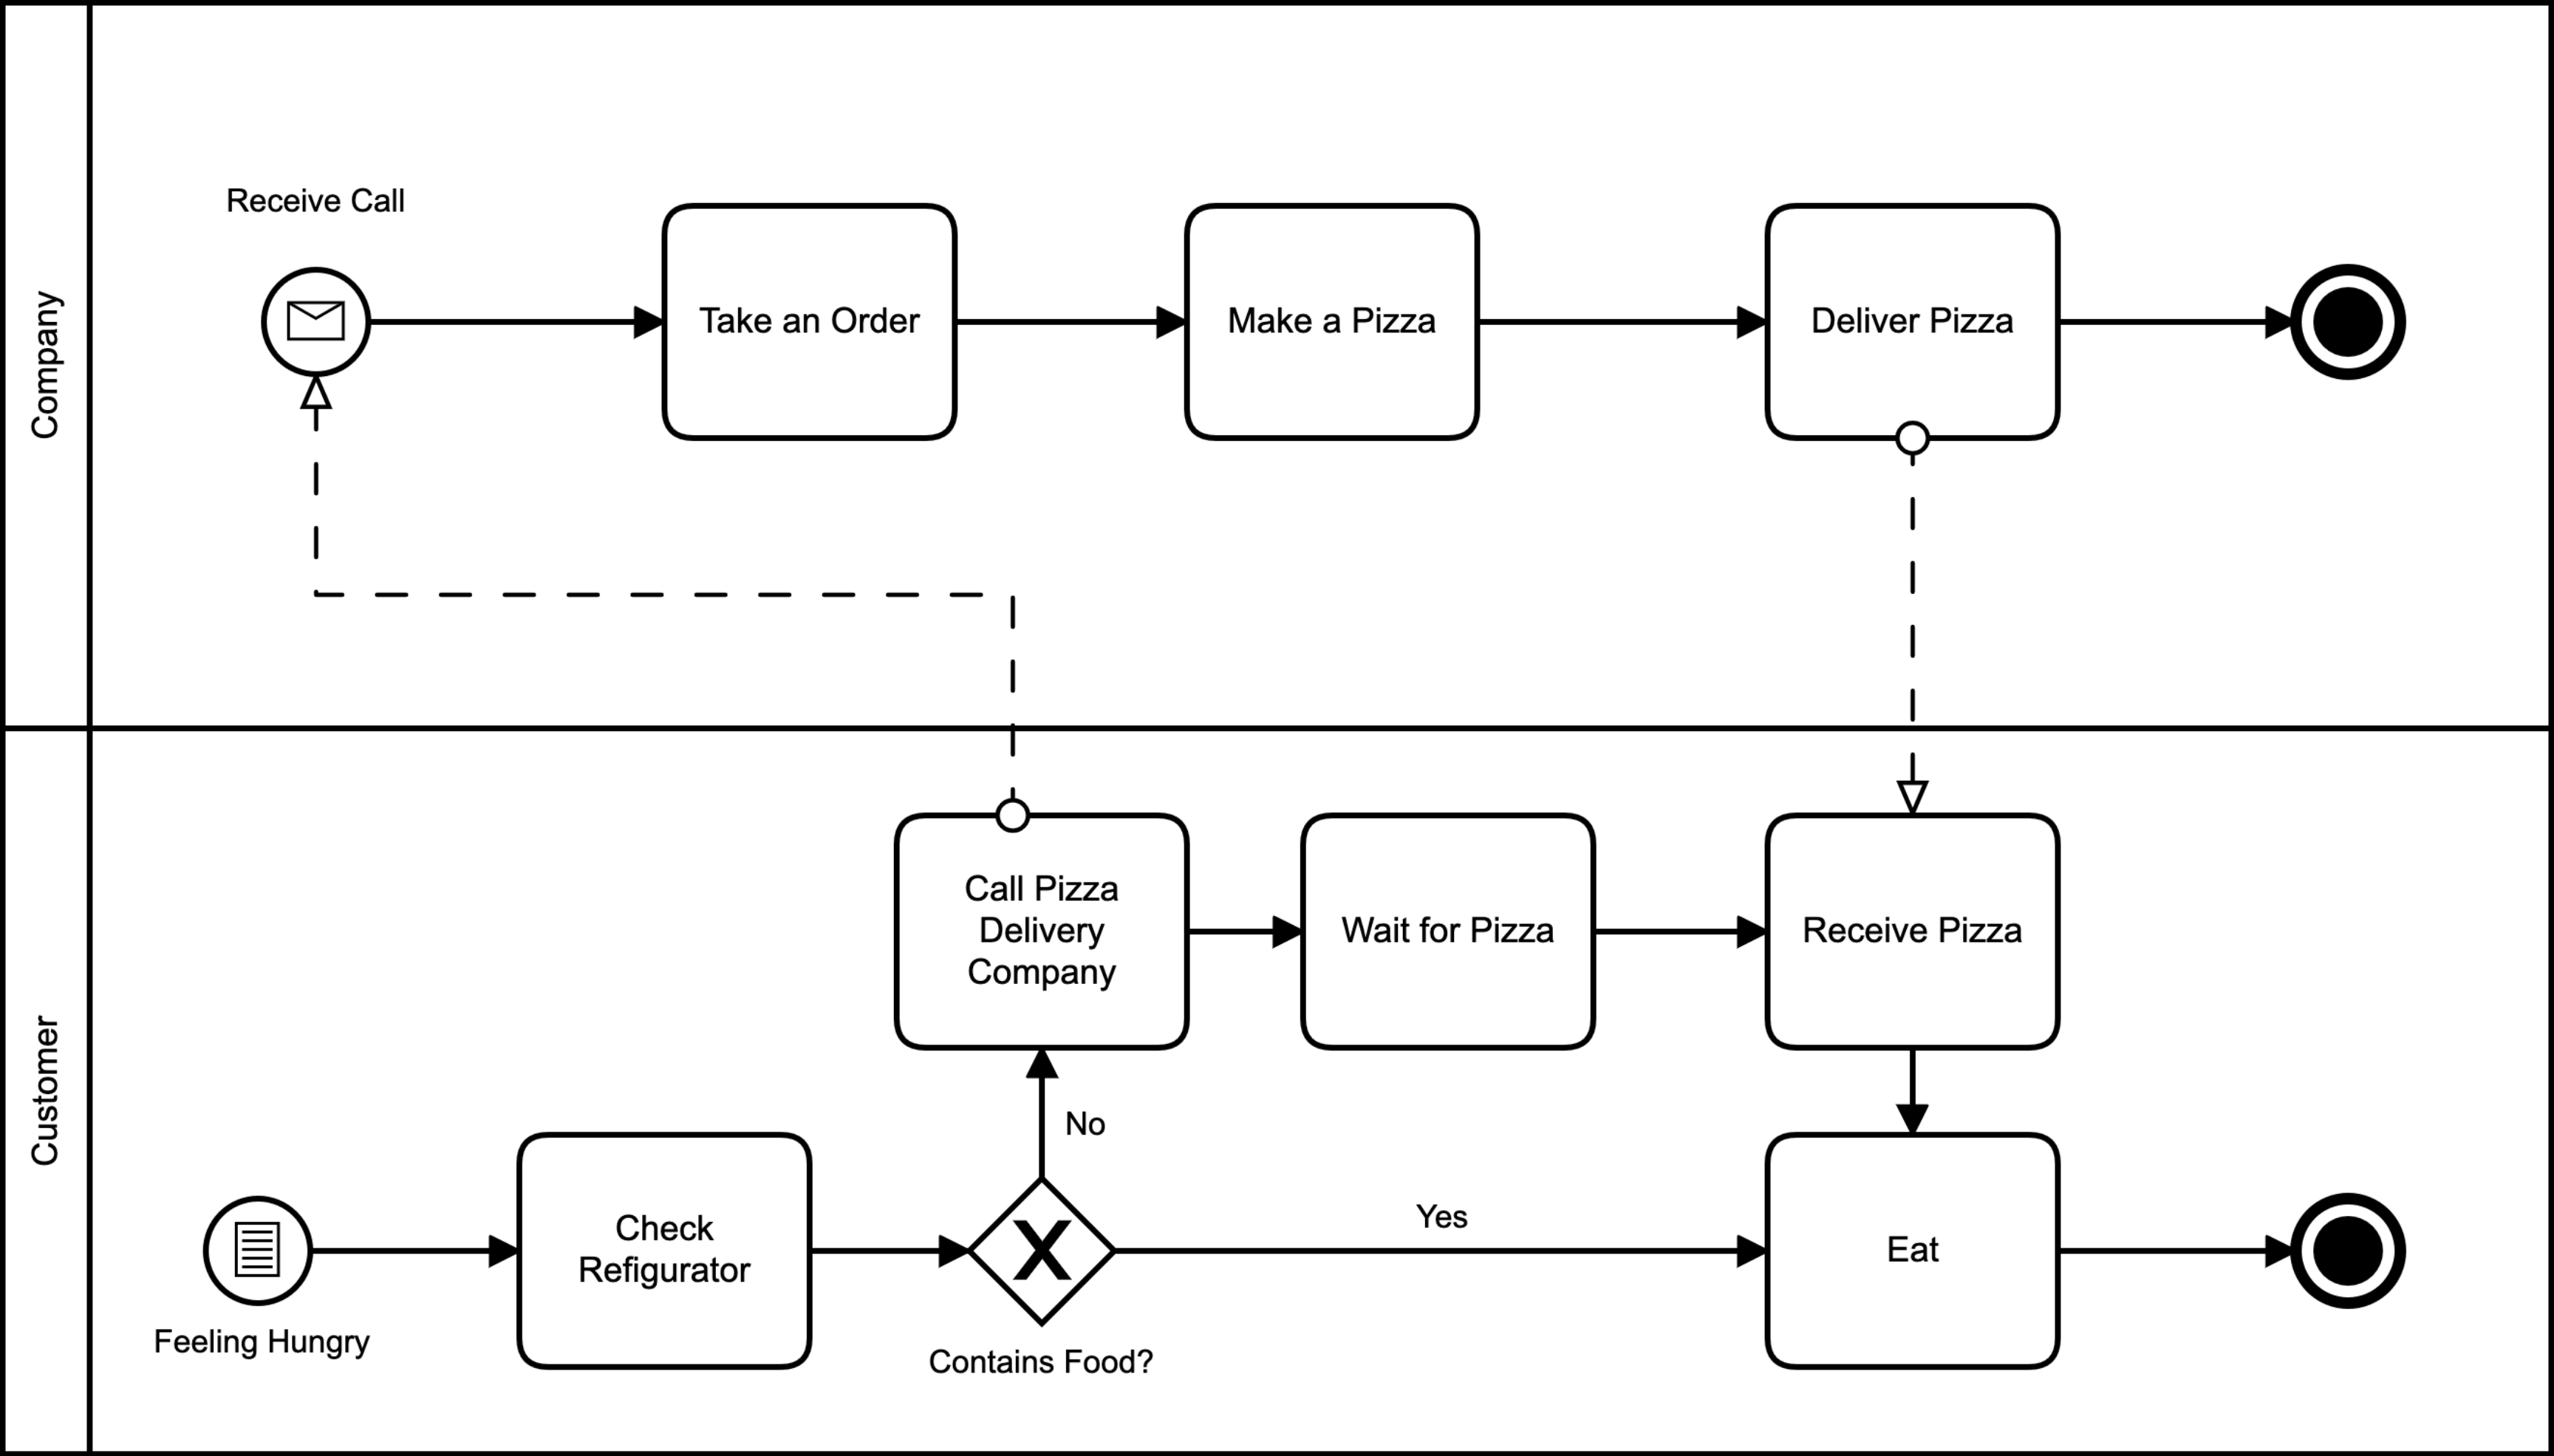 Company
Receive Call
Take an Order
Make a Pizza
Deliver Pizza
Customer
Call Pizza
Delivery
Company
Wait for Pizza
Receive Pizza
No
Feeling Hungry
Check
Refigurator
X
Contains Food?
Yes
Eat